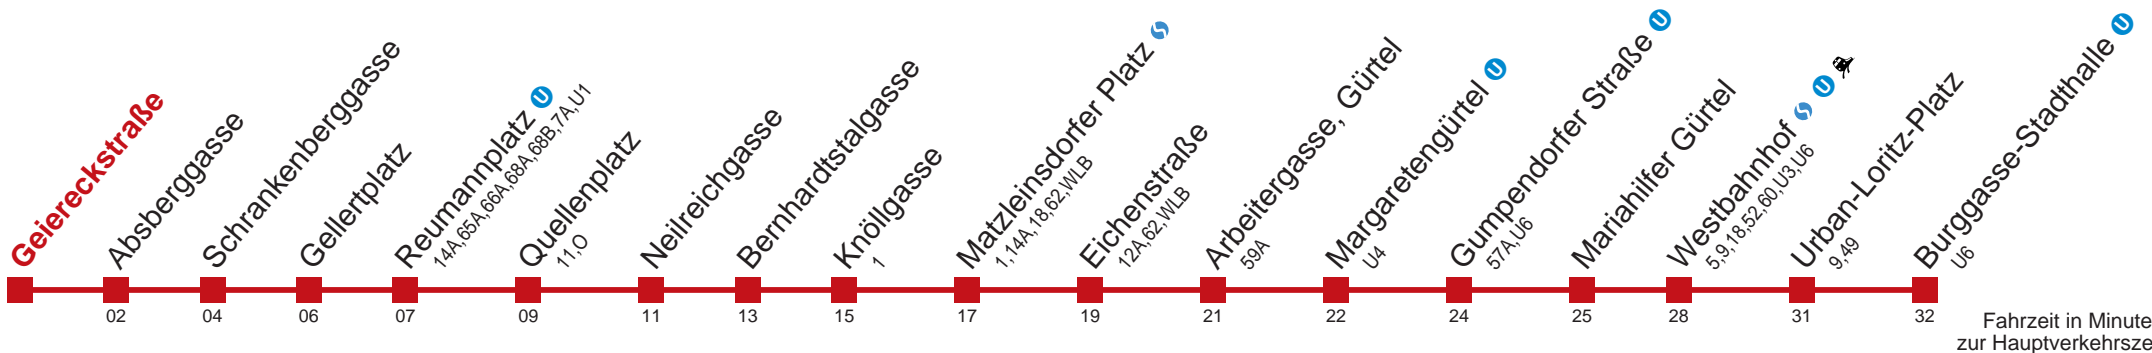 Geiereckstraße
Absberggasse
02
Schrankenberggasse
04
Gellertplatz
06
Reumannplatz U
14A,65A,66A,68A,68B,7A,U1
07
Quellenplatz
11,O
09
Neilreichgasse
11
Bernhardtstalgasse
13
Knöllgasse
1
15
Matzleinsdorfer Platz S
1,14A,18,62,WLB
17
Eichenstraße
12A,62,WLB
19
Arbeitergasse, Gürtel
59A
21
Margaretengürtel U
U4
22
Gumpendorfer Straße U
57A,U6
24
Mariahilfer Gürtel
25
Westbahnhof S U
5,9,18,52,60,U3,U6
28
Urban-Loritz-Platz
9,49
31
Burggasse-Stadthalle U
U6
32
Fahrzeit in Minute
zur Hauptverkehrsze